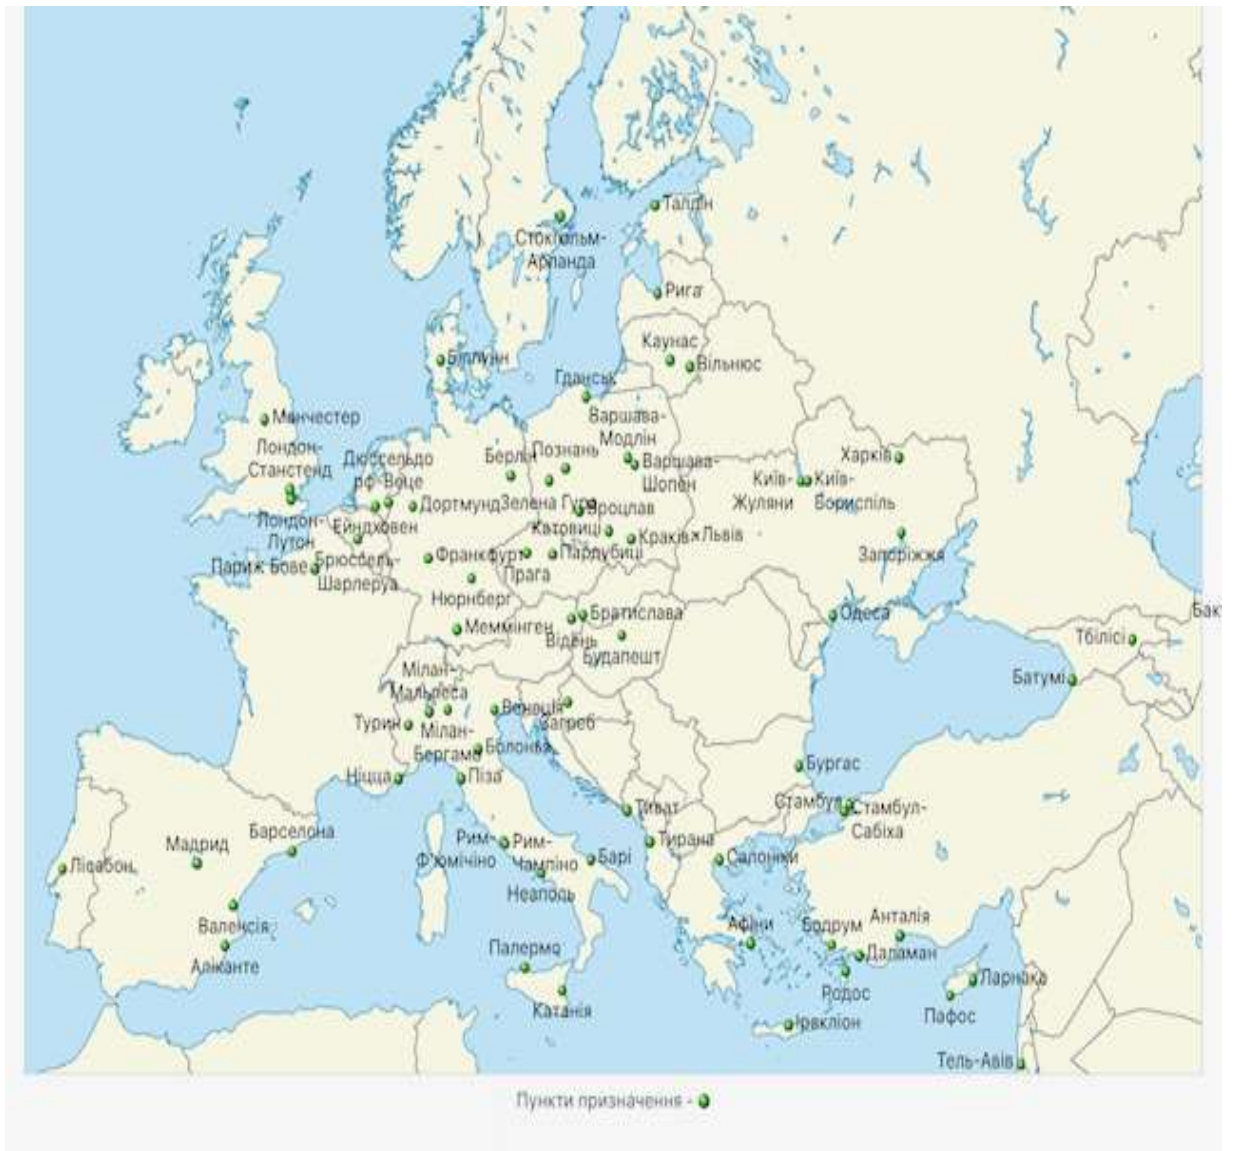 Таллін
Стокгольм-
Арланда
Рига
Каунас
Вільнюс
Біллунн
Гданськ
Манчестер
Варшава-
Модлін
Лондон-
Станстед
Дюссельдо
рф-Веце
Берлін
Познань
Варшава-
Шопен
Харків
Київ-
Жуляни
Київ-
Бориспіль
Дортмунд
Зелена Гура
Вроцлав
Лондон-
Лутон
Ейндховен
Катовиці
Краків
×Львів
Запоріжжя
Париж Бове
Брюссель-
Шарлеруа
Франкфурт
Прага
Пардубиці
Нюрнберг
Братислава
Одеса
Баку
Меммінген
Відень
Будапешт
Тбілісі
Мілан-
Мальпеса
Батумі
Турин
Венеція
Загреб
Мілан-
Бергамо
Болонья
Бургас
Ніцца
Піза
Тиват
Стамбул
Стамбул-
Сабіха
Барселона
Мадрид
Рим-
Ф'юмічіно
Рим-
Чампіно
Тирана
Барі
Салоніки
Лісабон
Неаполь
Валенсія
Афіни
Бодрум
Анталія
Аліканте
Палермо
Даламан
Родос
Ларнака
Катанія
Пафос
Іракліон
Тель-Авів
Пункти призначення -